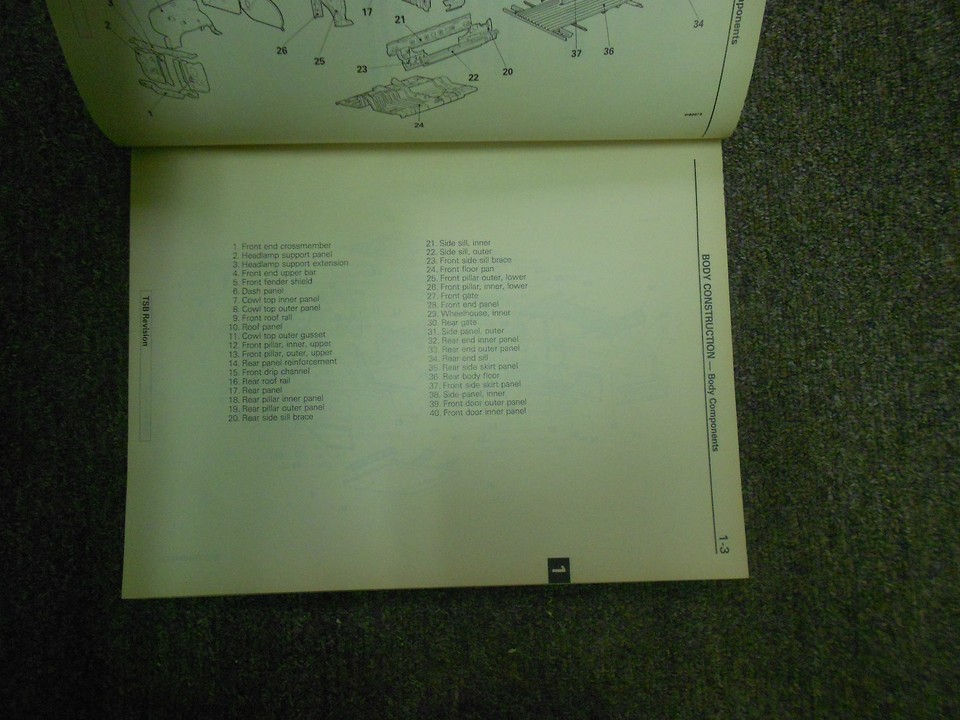 3
2
1
26
25
17
21
23
22
20
24
37
36
34
ponents
BODY CONSTRUCTION — Body Components
1-3
1. Front end crossmember
2. Headlamp support panel
3. Headlamp support extension
4. Front end upper bar
5. Front fender shield
6. Dash panel
7. Cowl top inner panel
8. Cowl top outer panel
9. Front roof rail
10. Roof panel
11. Cowl top outer gusset
12. Front pillar, inner, upper
13. Front pillar, outer, upper
14. Rear panel reinforcement
15. Front drip channel
16. Rear roof rail
17. Rear panel
18. Rear pillar inner panel
19. Rear pillar outer panel
20. Rear side sill brace
21. Side sill, inner
22. Side sill, outer
23. Front side sill brace
24. Front floor pan
25. Front pillar outer, lower
26. Front pillar, inner, lower
27. Front gate
28. Front end panel
29. Wheelhouse, inner
30. Rear gate
31. Side panel, outer
32. Rear end inner panel
33. Rear end outer panel
34. Rear end sill
35. Rear side skirt panel
36. Rear body floor
37. Front side skirt panel
38. Side panel, inner
39. Front door outer panel
40. Front door inner panel
TSB Revision
1